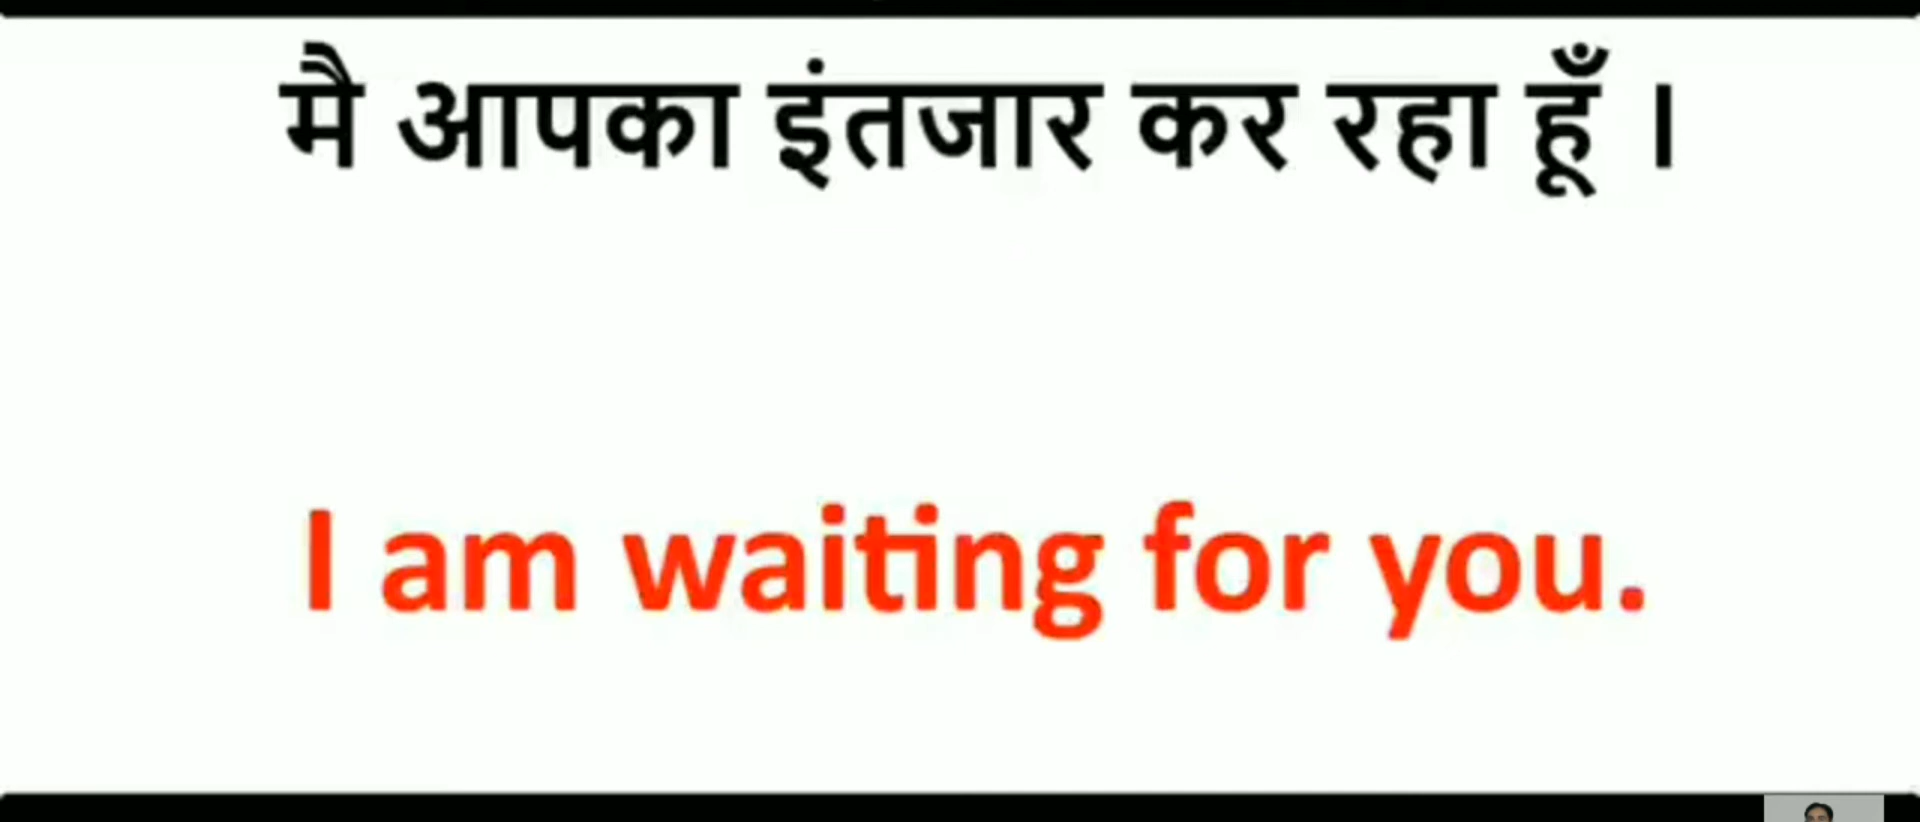 मै आपका इंतजार कर रहा हूँ ।
I am waiting for you.